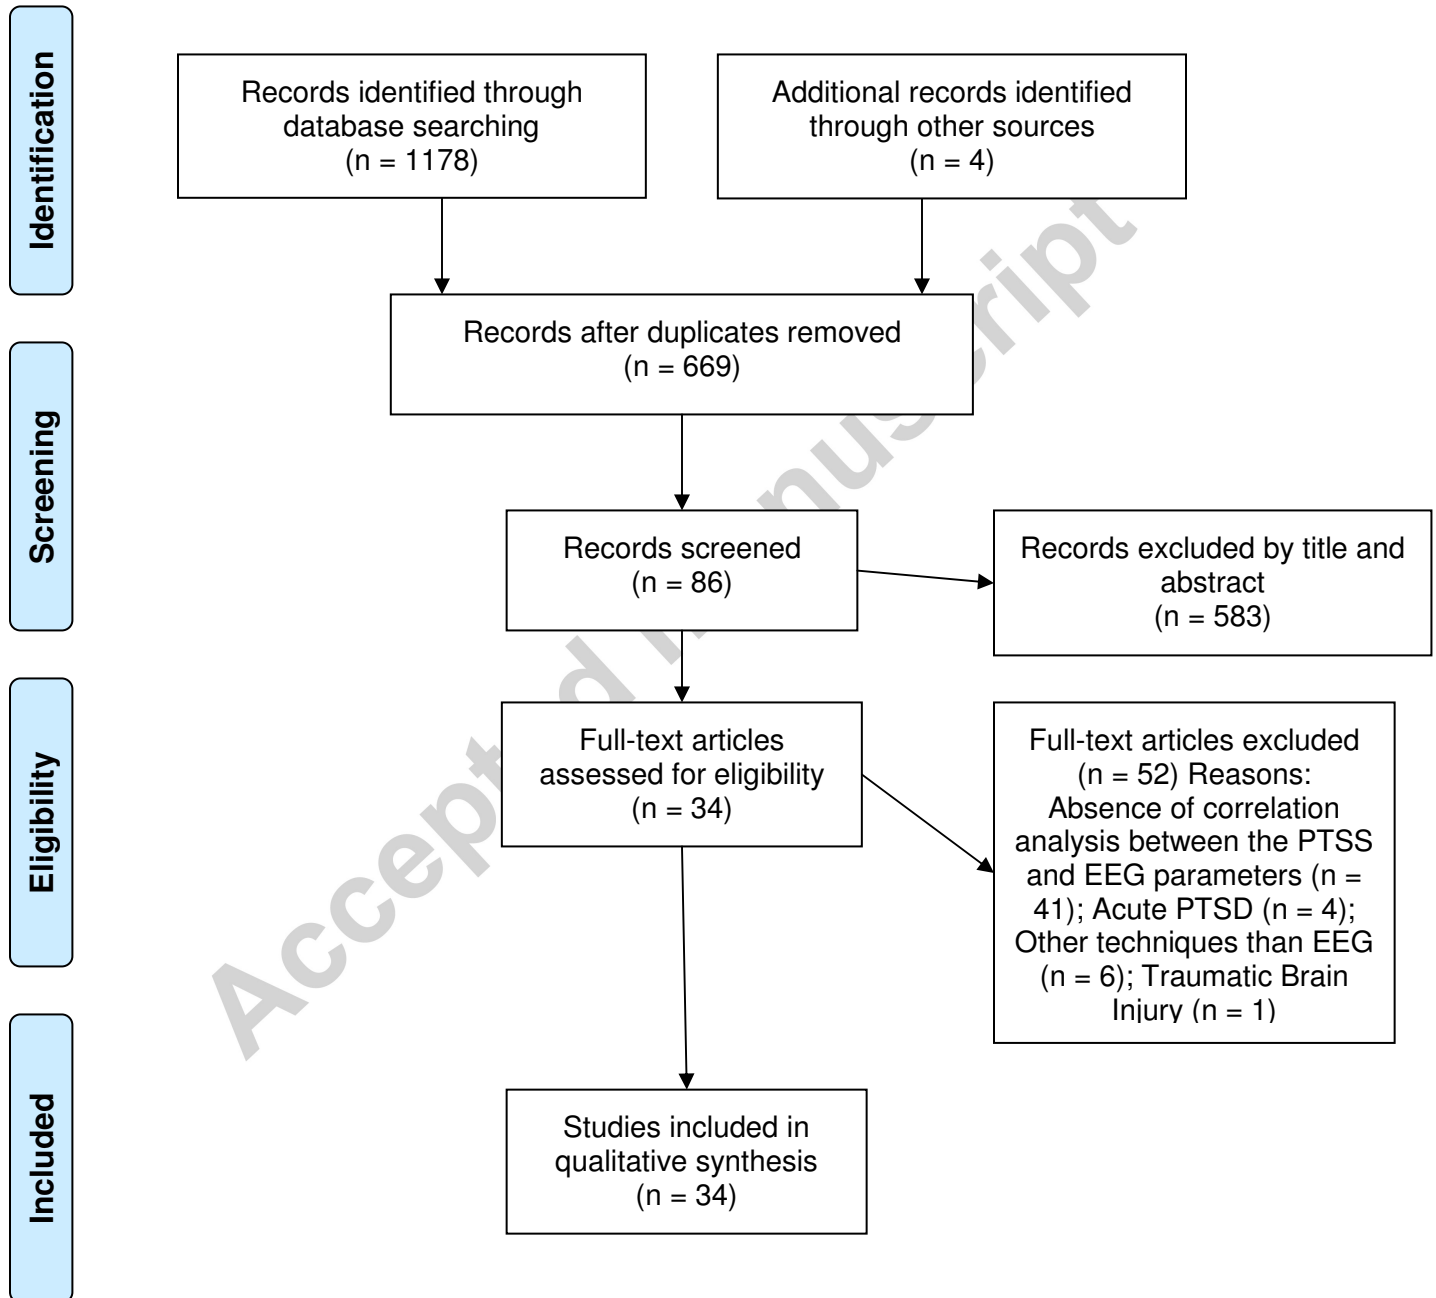 Identification
Records identified through
database searching
(n = 1178)
Additional records identified
through other sources
(n = 4)
Records after duplicates removed
(n = 669)
Screening
Records screened
(n = 86)
Records excluded by title and
abstract
(n = 583)
Eligibility
Full-text articles
assessed for eligibility
(n = 34)
Full-text articles excluded
(n = 52) Reasons:
Absence of correlation
analysis between the PTSS
and EEG parameters (n =
41); Acute PTSD (n = 4);
Other techniques than EEG
(n = 6); Traumatic Brain
Injury (n = 1)
Included
Studies included in
qualitative synthesis
(n = 34)
Accepted Manuscript